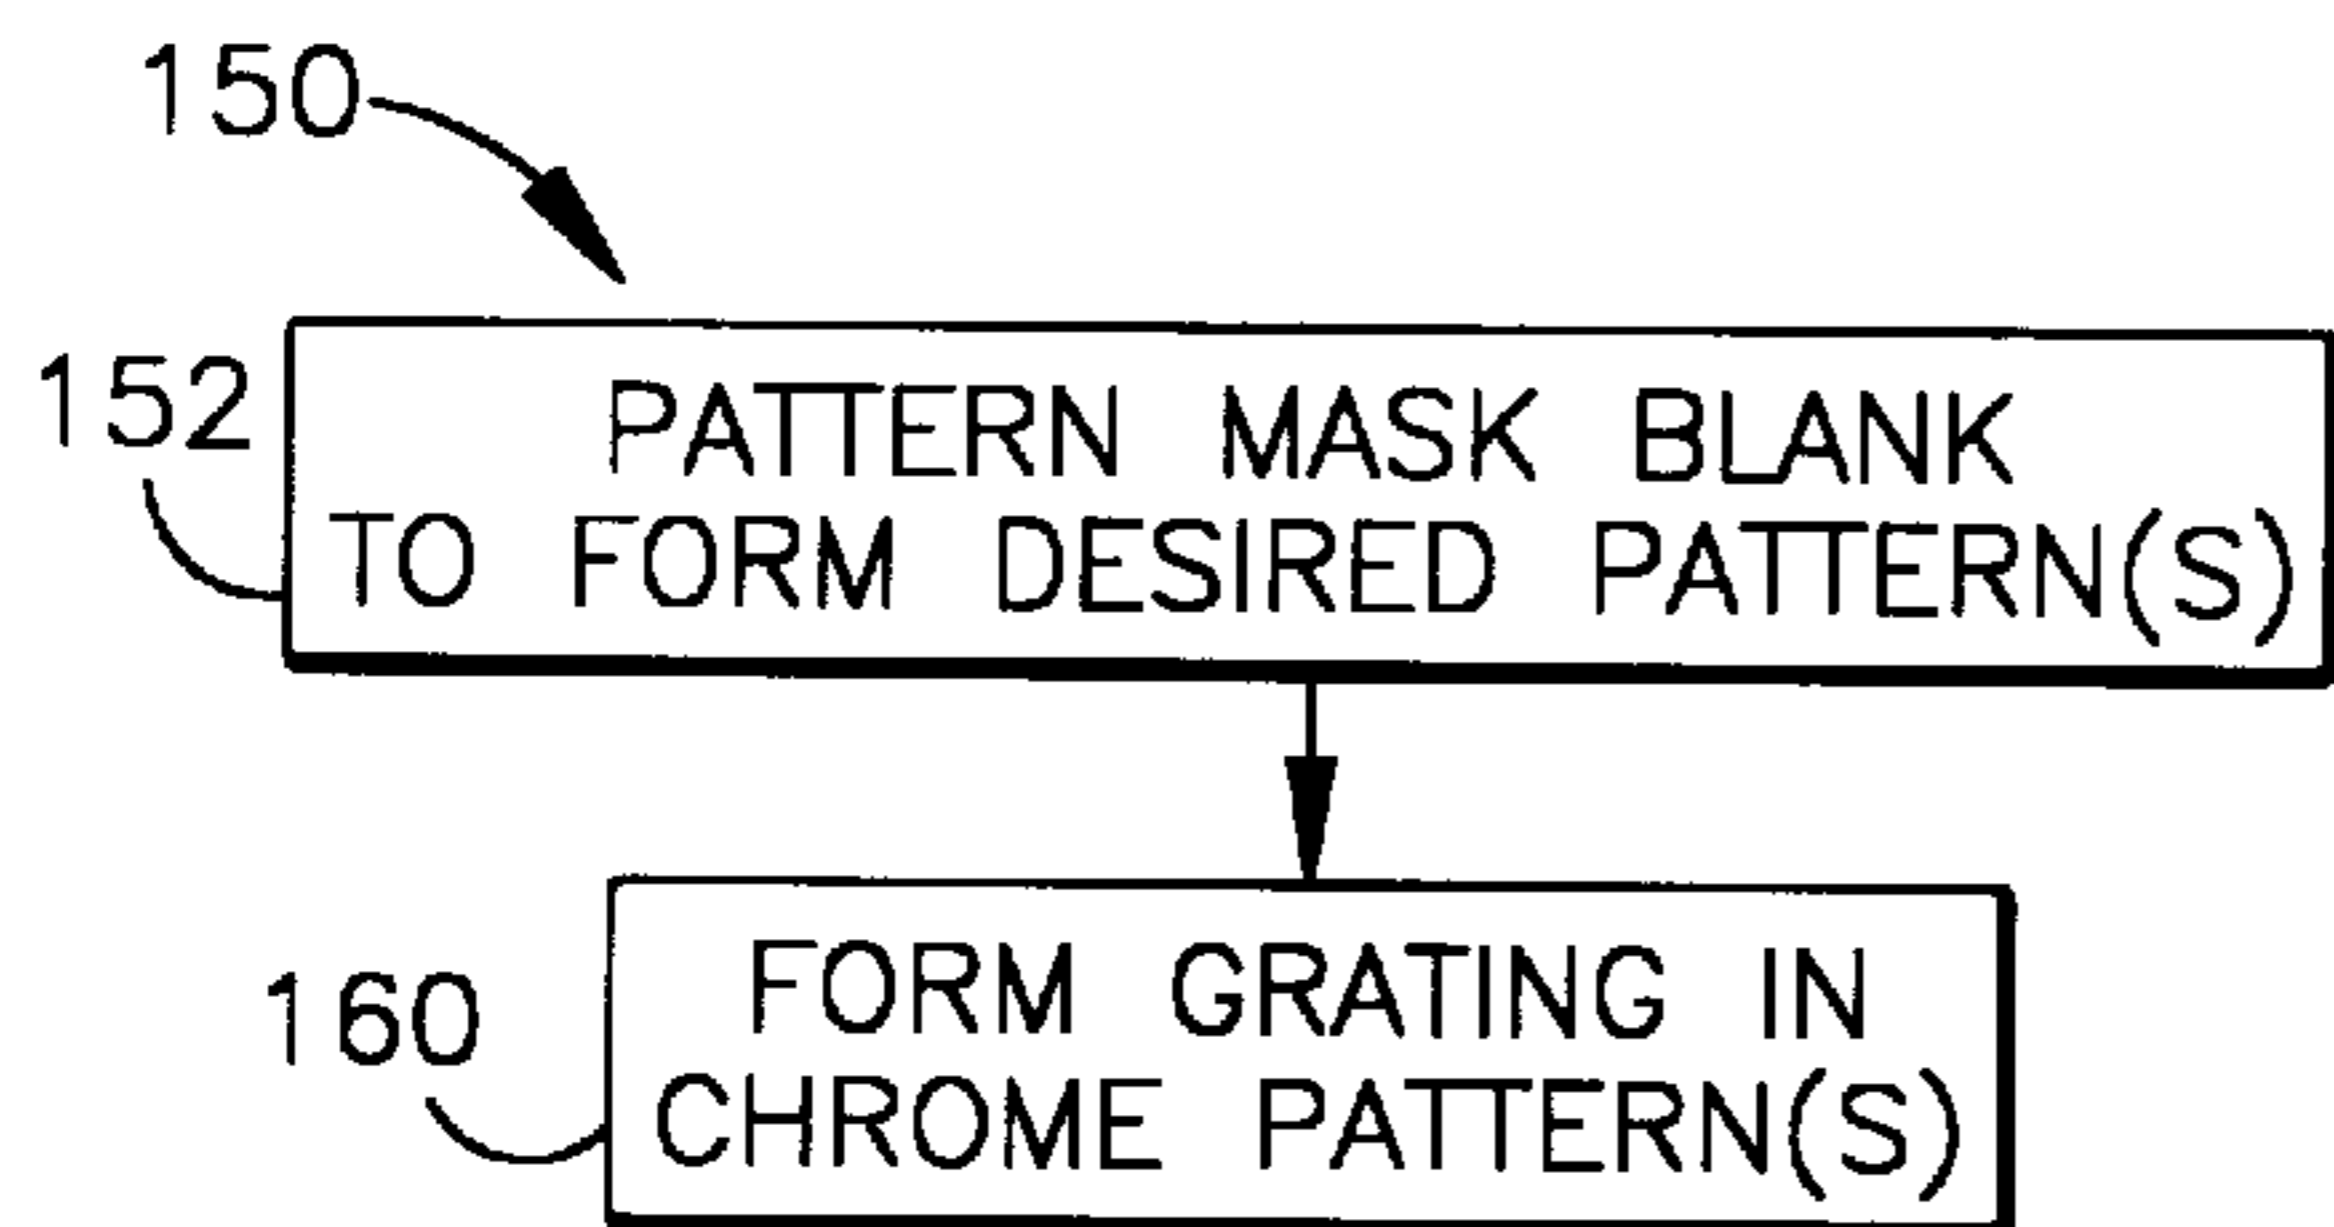 150
152
PATTERN MASK BLANK
TO FORM DESIRED PATTERN(S)
160
FORM GRATING IN
CHROME PATTERN(S)